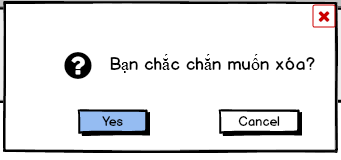 Bạn chắc chắn muốn xóa?
Yes
Cancel